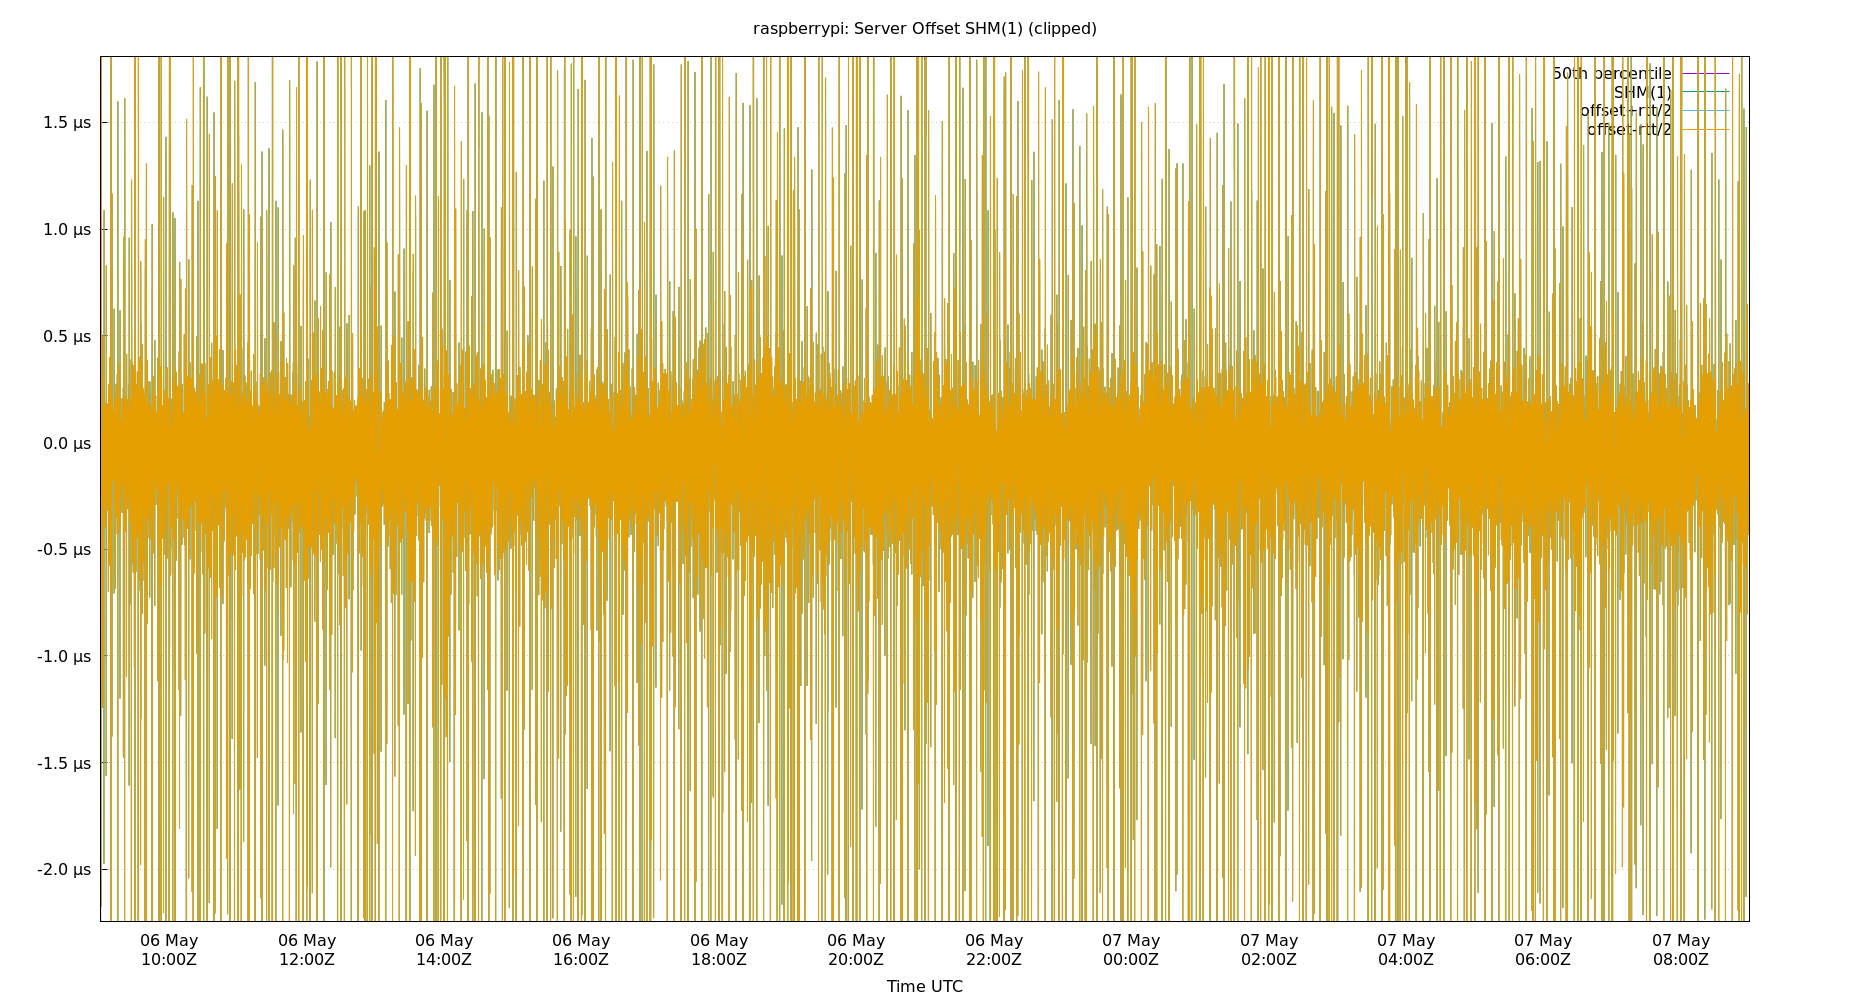 raspberrypi: Server Offset SHM(1) (clipped)
50th percentile
SHM(1)
offset+rtt/2
offset-rtt/2
1.5 µs
1.0 µs
0.5 µs
0.0 µs
-0.5 µs
-1.0 µs
-1.5 µs
-2.0 µs
06 May 06 May 06 May 06 May 06 May 06 May 06 May 07 May 07 May 07 May 07 May 07 May
10:00Z 12:00Z 14:00Z 16:00Z 18:00Z 20:00Z 22:00Z 00:00Z 02:00Z 04:00Z 06:00Z 08:00Z
Time UTC